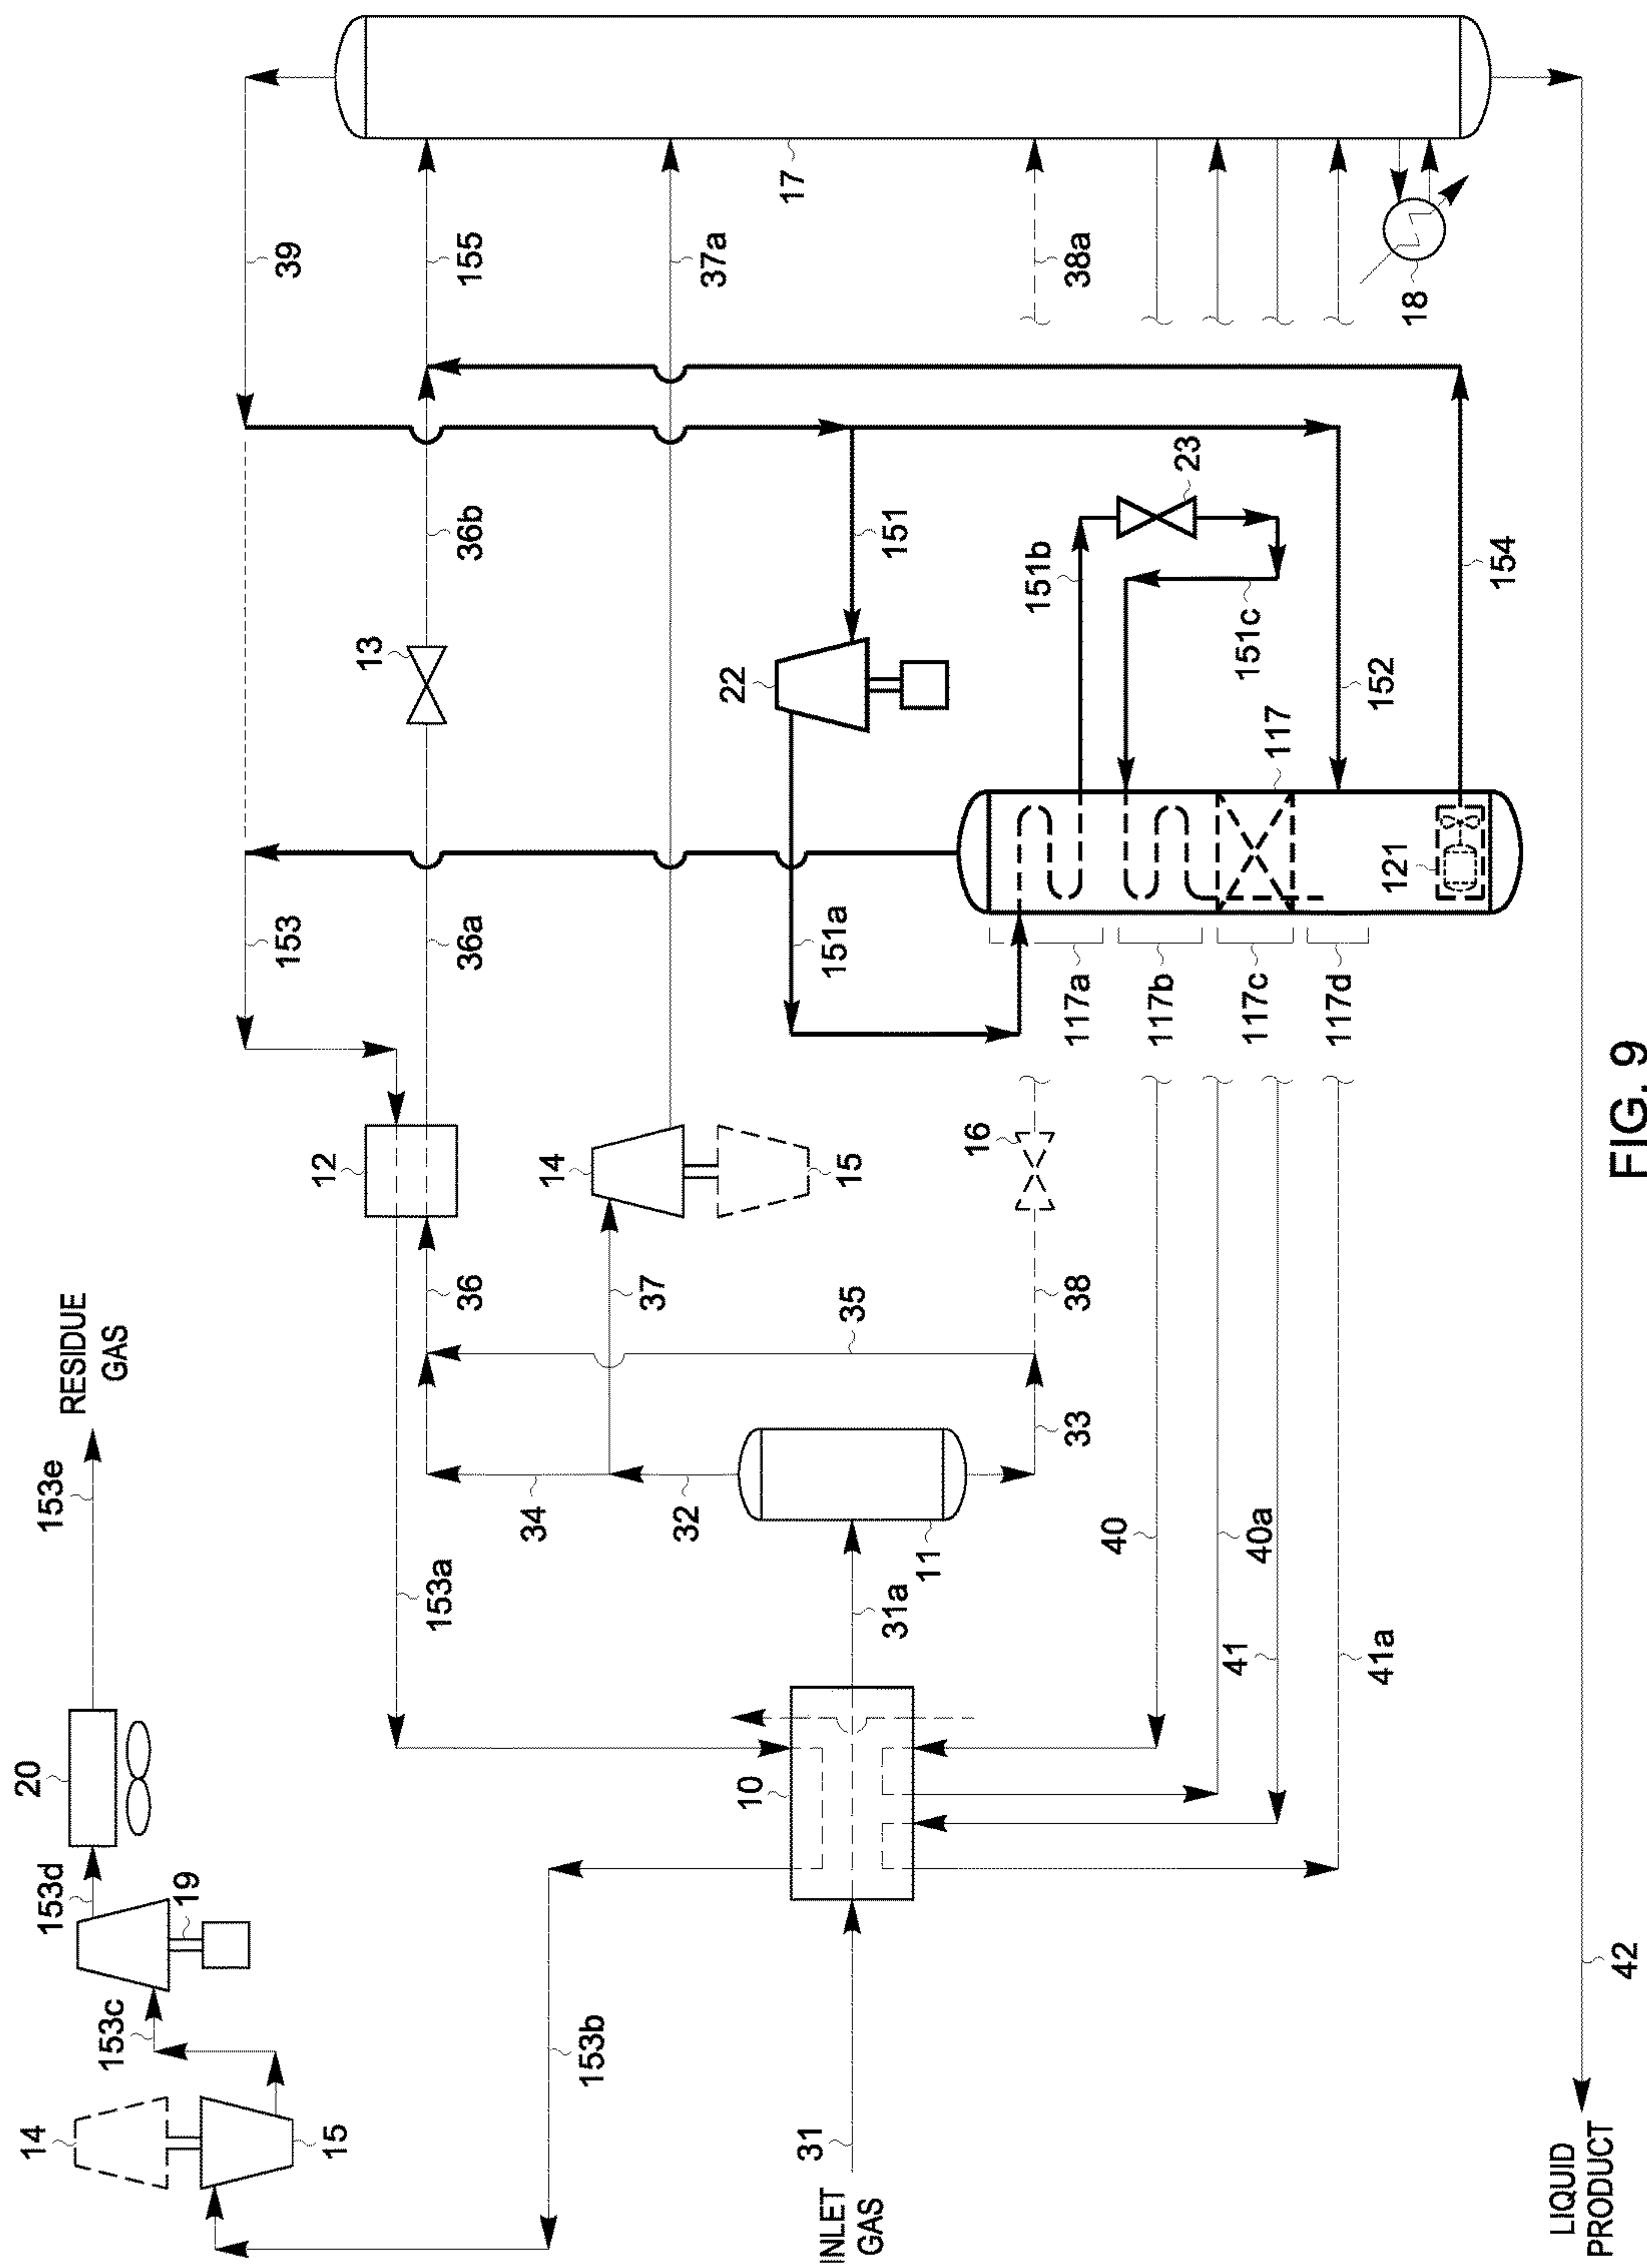 20
14
153d
153e
RESIDUE
GAS
153c
19
153
39
12
15
13
153a
36
36a
36b
155
34
14
153b
37
32
37a
22
10
17
31
INLET
GAS
151a
15
35
31a
151
11
16
151b
33
38
117a
38a
40
117b
23
41
40a
117c
151c
117
117d
41a
121
152
18
154
LIQUID
PRODUCT
42
FIG. 9